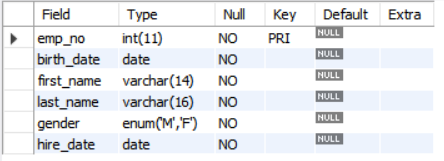 Field Type Null Key Default Extra
emp_no int(11) NO PRI NULL
birth_date date NO NULL
first_name varchar(14) NO NULL
last_name varchar(16) NO NULL
gender enum('M','F') NO NULL
hire_date date NO NULL